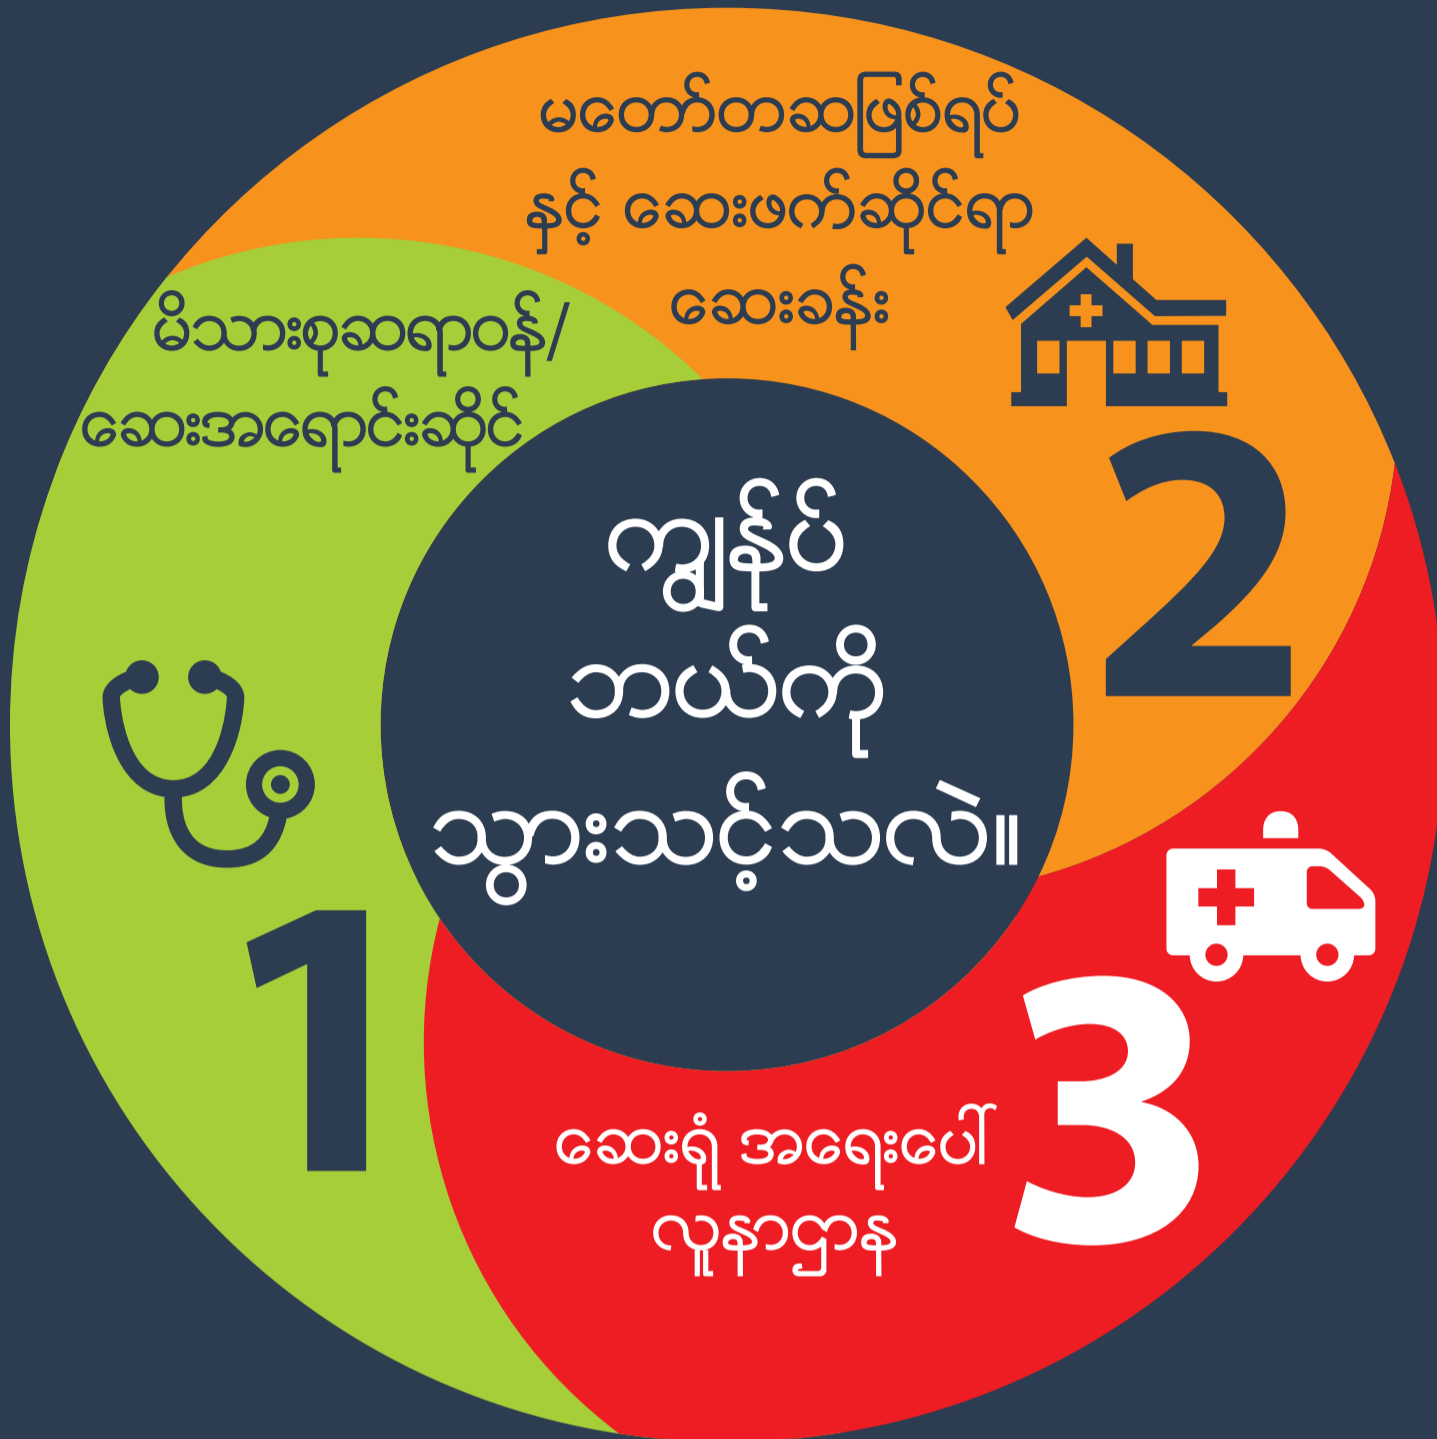 မတော်တဆဖြစ်ရပ်
နှင့် ဆေးဖက်ဆိုင်ရာ
ဆေးခန်း
2
မိသားစုဆရာဝန်/
ဆေးအရောင်းဆိုင်
1
ကျွန်ုပ်
ဘယ်ကို
သွားသင့်သလဲ။
3
ဆေးရုံ အရေးပေါ်
လူနာဌာန